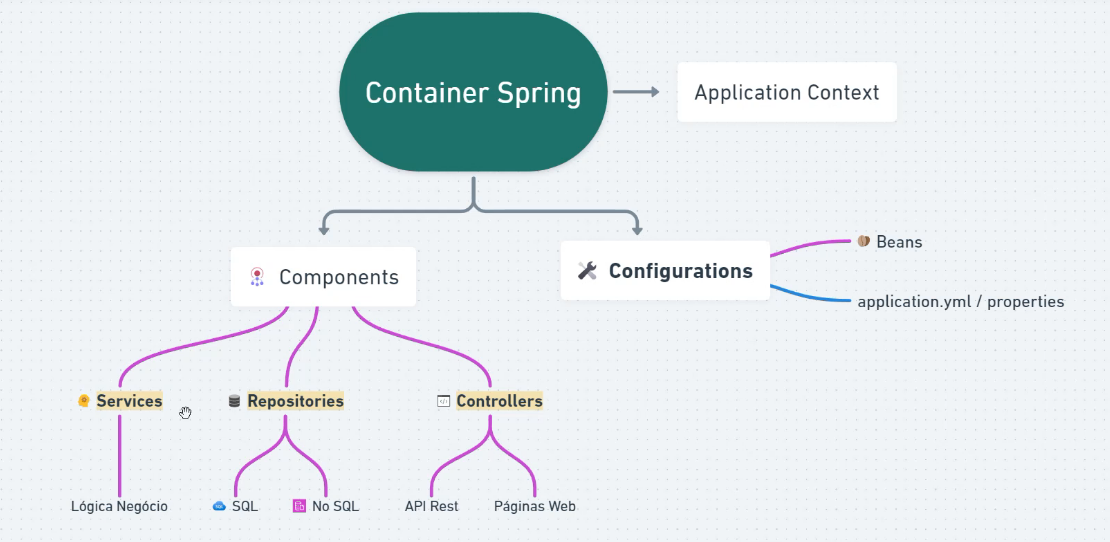 Container Spring
Application Context
Components
Configurations
Beans
application.yml / properties
Services
Repositories
Controllers
Lógica Negócio
SQL
No SQL
API Rest
Páginas Web